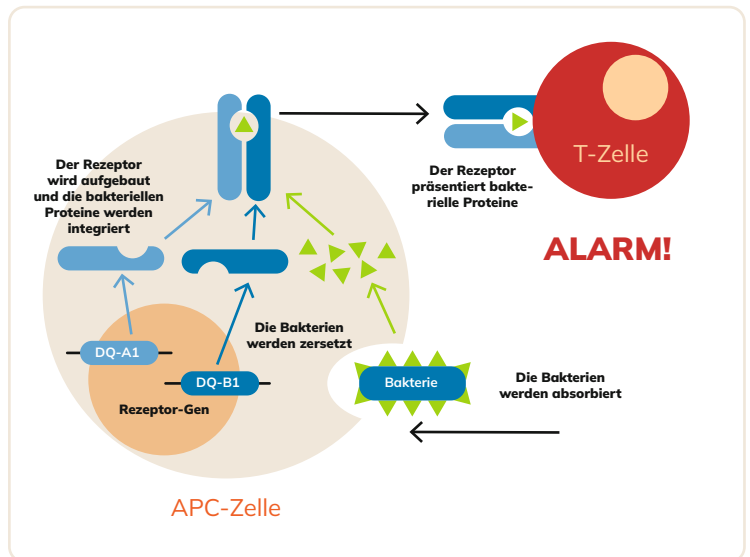 Der Rezeptor
wird aufgebaut
und die bakteriellen
Proteine werden
integriert
T-Zelle
Der Rezeptor
präsentiert bakte-
rielle Proteine
ALARM!
DQ-A1
Die Bakterien
werden zersetzt
DQ-B1
Rezeptor-Gen
Bakterie
Die Bakterien
werden absorbiert
APC-Zelle